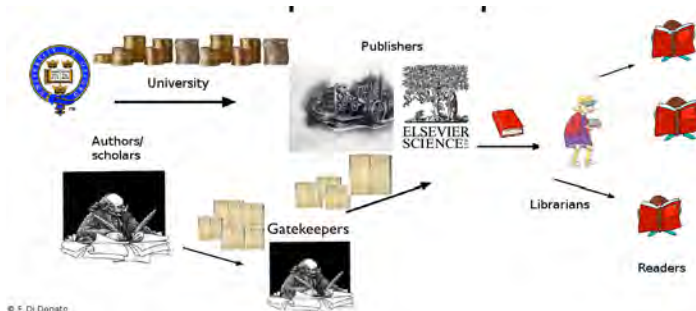 Publishers
University
Authors/
scholars
ELSEVIER
SCIENCE
Gatekeepers
Librarians
Readers
© F. Di Donato